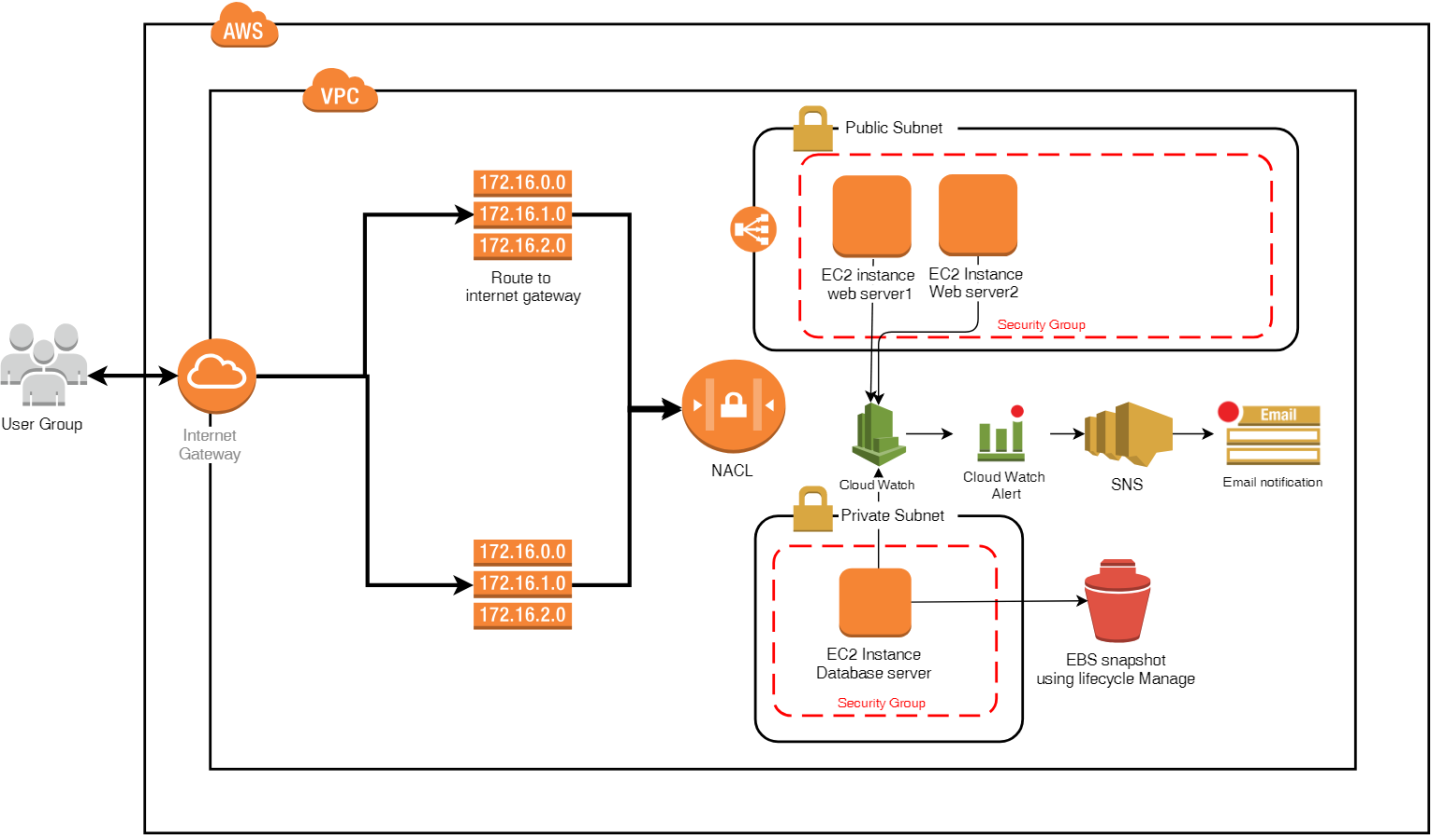 AWS
VPC
Public Subnet
172.16.0.0
172.16.1.0
172.16.2.0
Route to
internet gateway
EC2 instance
web server1
EC2 Instance
Web server2
Security Group
User Group
Internet
Gateway
NACL
Cloud Watch
Cloud Watch
Alert
SNS
Email
Email notification
Private Subnet
172.16.0.0
172.16.1.0
172.16.2.0
EC2 Instance
Database server
Security Group
EBS snapshot
using lifecycle Manage